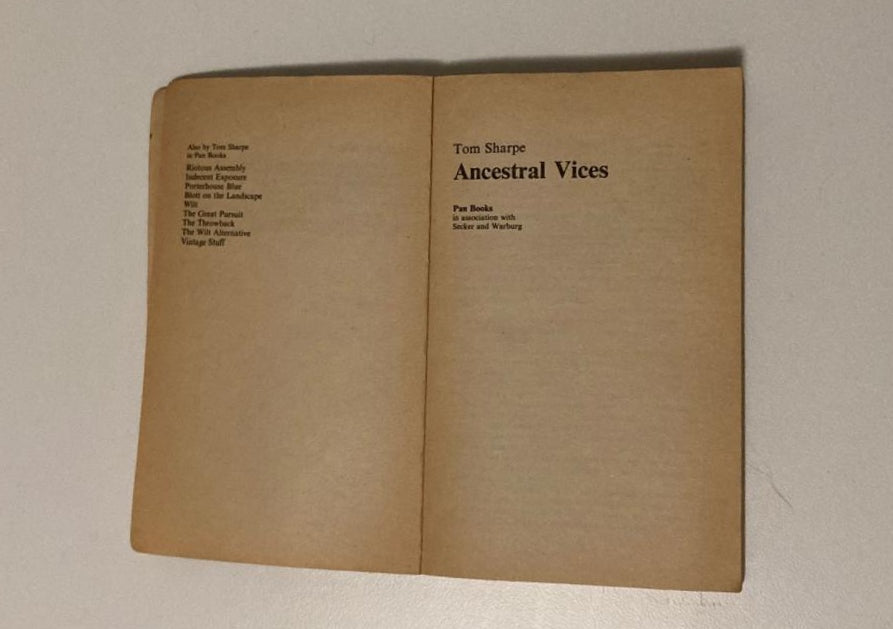 Also by Tom Sharpe
in Pan Books
Riotous Assembly
Indecent Exposure
Porterhouse Blue
Blott on the Landscape
Wilt
The Great Pursuit
The Throwback
The Wilt Alternative
Vintage Stuff
Tom Sharpe
Ancestral Vices
Pan Books
in association with
Secker and Warburg